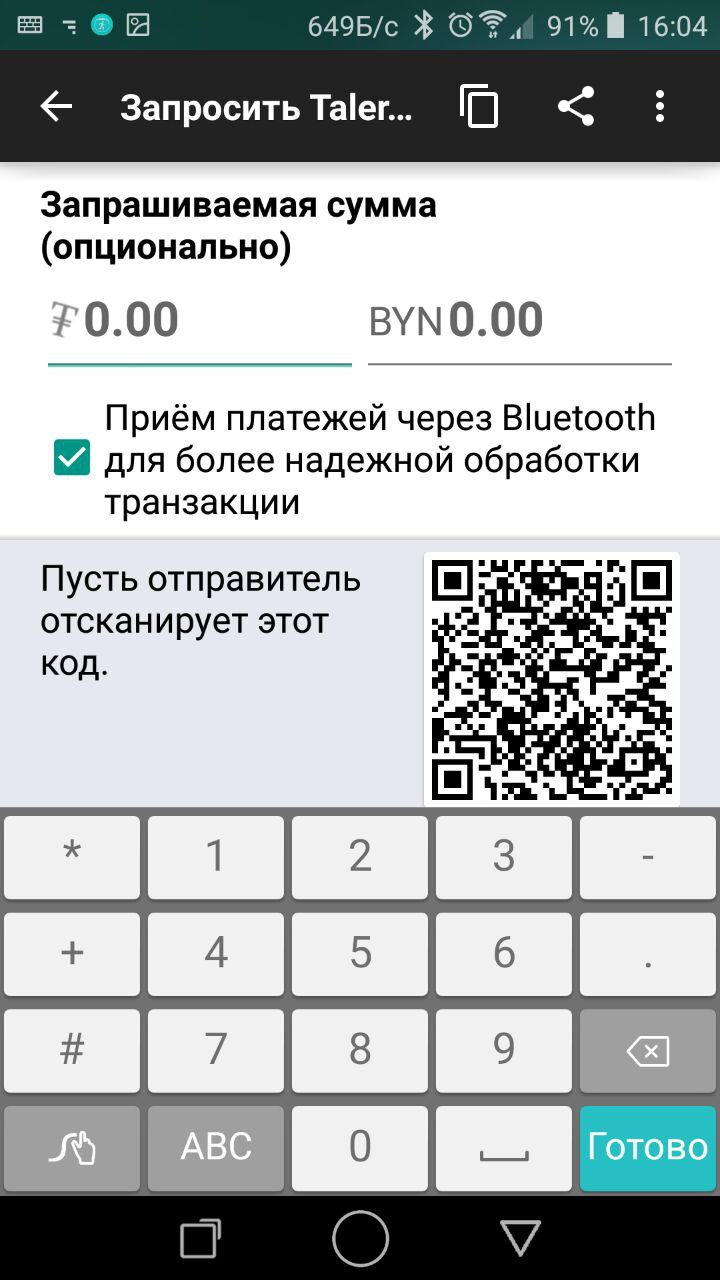 649Б/с 91% 16:04
Запросить Taler...
Запрашиваемая сумма
(опционально)
₮0.00 BYN 0.00
Приём платежей через Bluetooth
для более надежной обработки
транзакции
Пусть отправитель
отсканирует этот
код.
* 1 2 3 -
+ 4 5 6 .
# 7 8 9
ABC 0 Готово